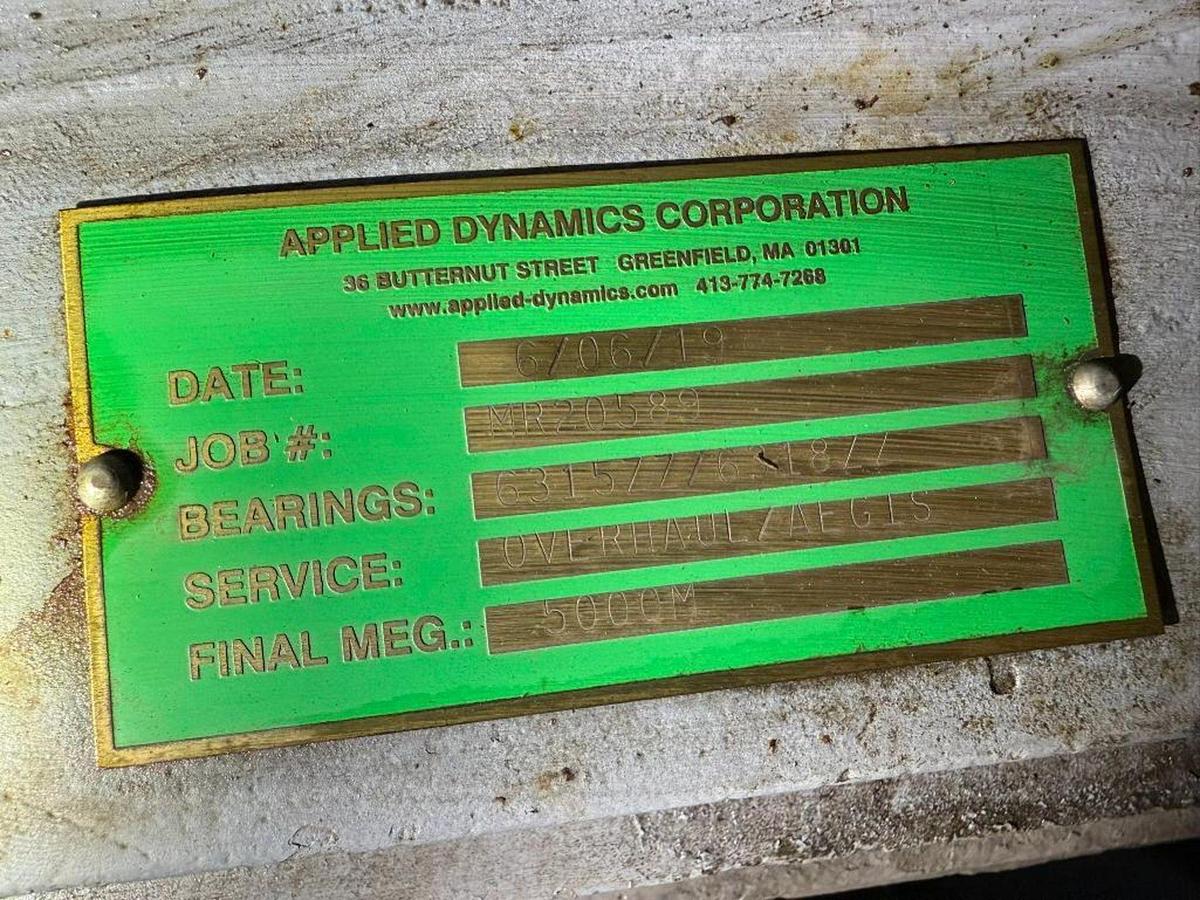 APPLIED DYNAMICS CORPORATION
36 BUTTERNUT STREET GREENFIELD, MA 01301
www.applied-dynamics.com 413-774-7268
DATE: 6/06/19
JOB #: MR20589
BEARINGS:
SERVICE: OVERHAUL/AEGIS
FINAL MEG.: 5000M